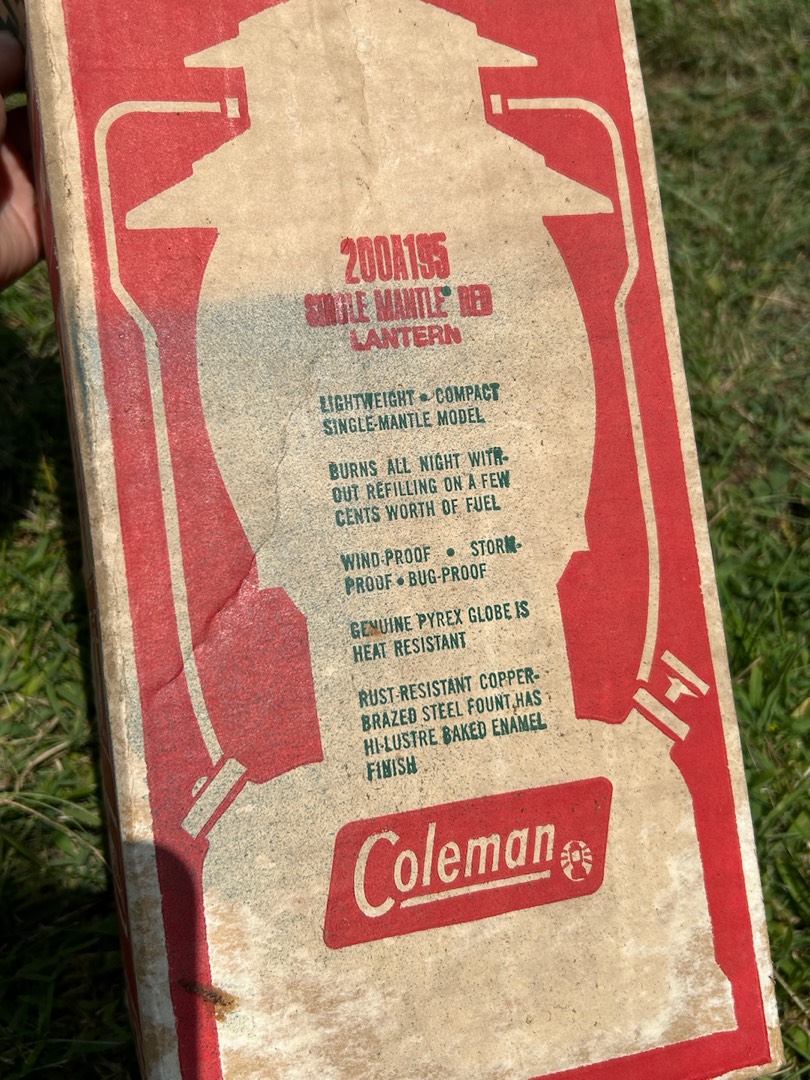 200A195
SINGLE MANTLE RED
LANTERN
LIGHTWEIGHT • COMPACT
SINGLE-MANTLE MODEL
BURNS ALL NIGHT WITH-
OUT REFILLING ON A FEW
CENTS WORTH OF FUEL
WIND-PROOF • STORM-
PROOF • BUG-PROOF
GENUINE PYREX GLOBE IS
HEAT RESISTANT
RUST-RESISTANT COPPER-
BRAZED STEEL FOUNT HAS
HI-LUSTRE BAKED ENAMEL
FINISH
Coleman